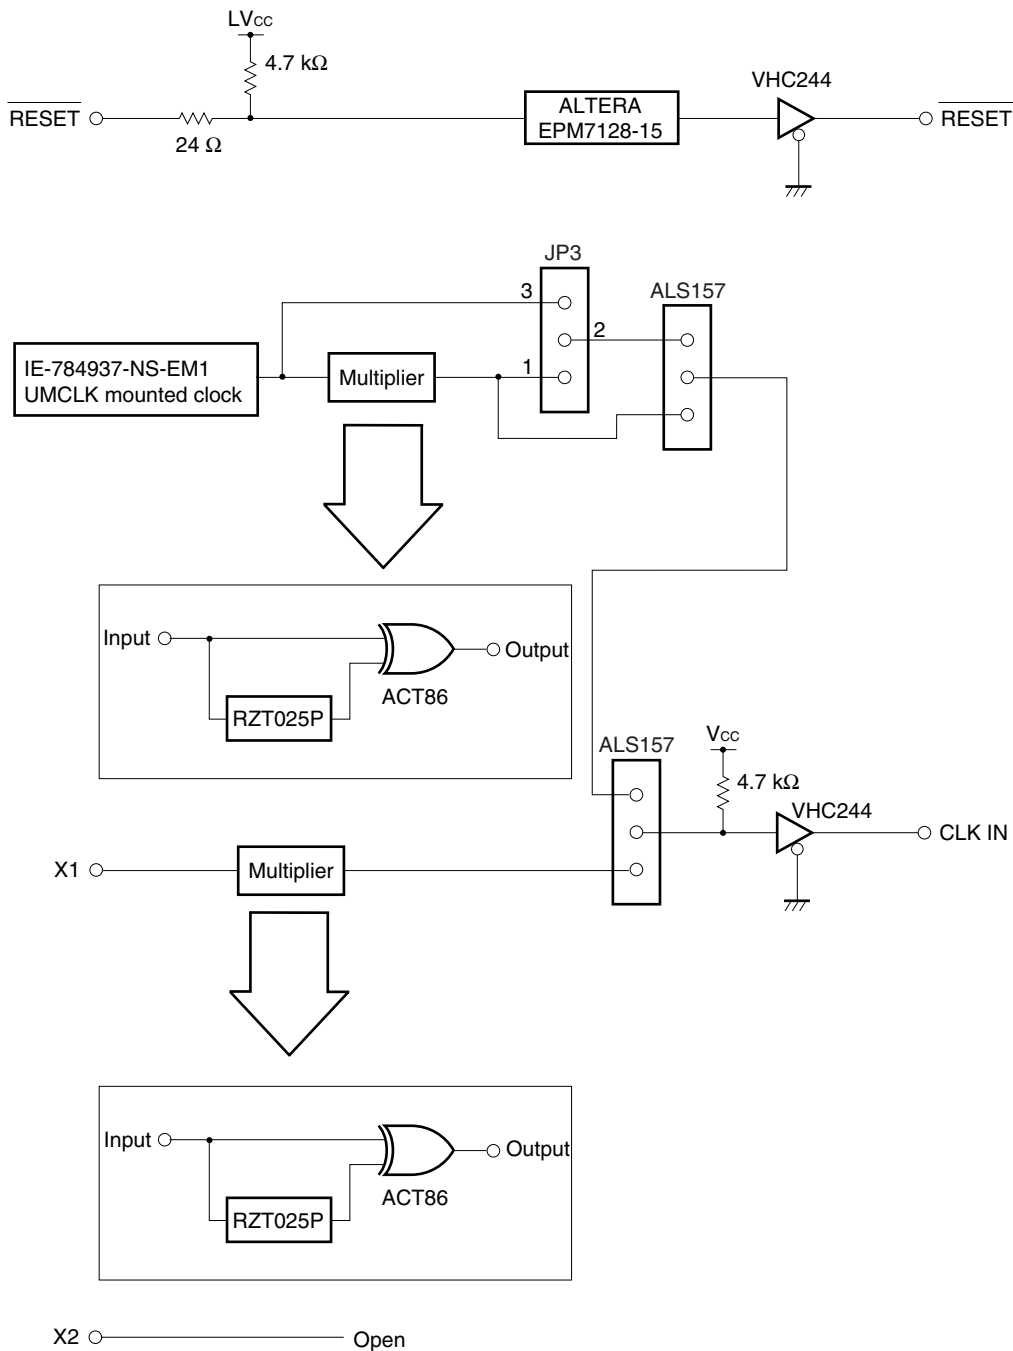 LVCC
4.7 kΩ
RESET
24 Ω
ALTERA
EPM7128-15
VHC244
RESET
JP3
ALS157
3
2
1
IE-784937-NS-EM1
UMCLK mounted clock
Multiplier
Input
Output
ACT86
RZT025P
ALS157
VCC
4.7 kΩ
VHC244
CLK IN
X1
Multiplier
Input
Output
ACT86
RZT025P
X2
Open